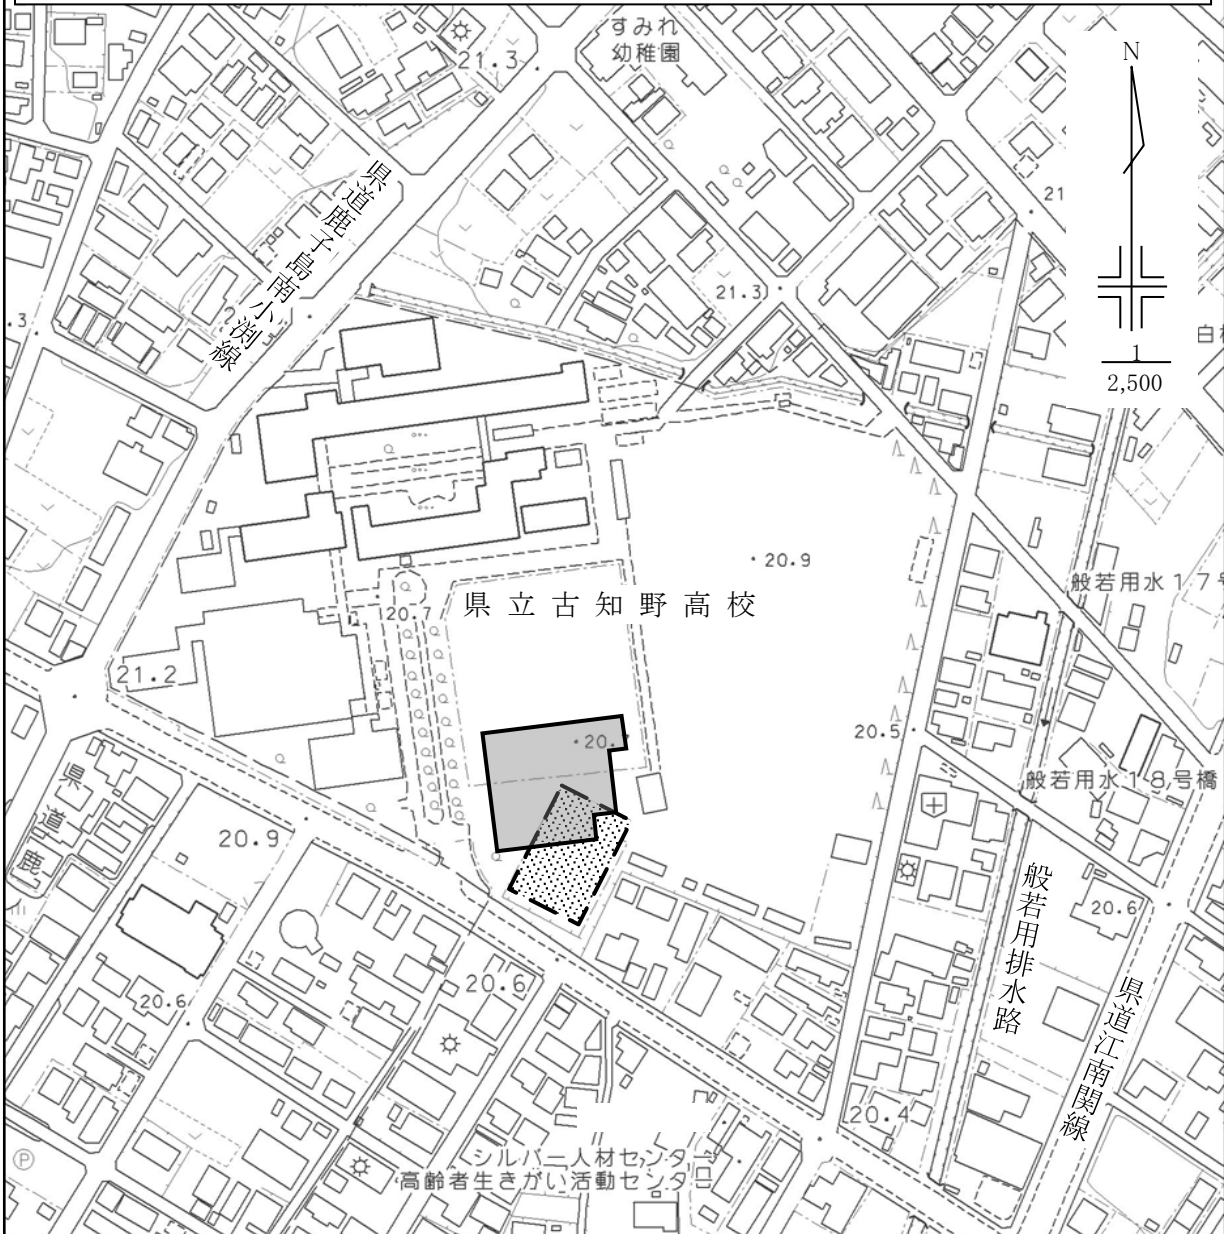 すみれ
幼稚園
21.3
N
21
1
2,500
県道鹿子島南小渕線
21.3
.3
20.9
般若用水17号
県立古知野高校
20.7
21.2
20.5
20.
般若用水18号橋
県道鹿
20.9
般若用排水路
20.6
20.6
20.6
県道江南関線
20.4
シルバー人材センター
高齢者生きがい活動センター
P